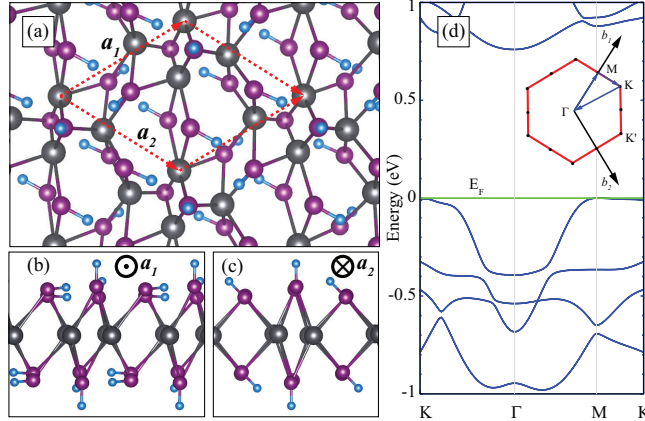 (a)
a1
a2
(b)
a1
(c)
a2
(d)
b1
M
K
Γ
K'
b2
EF
Energy (eV)
1
0.5
0
-0.5
-1
K Γ M K